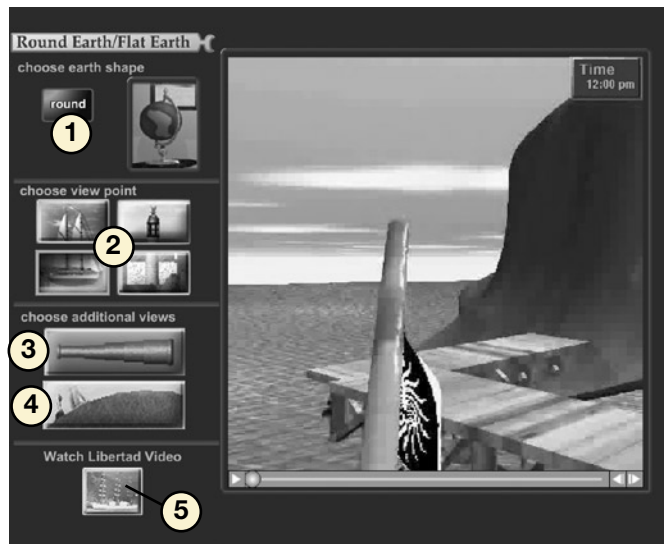 Round Earth/Flat Earth
choose earth shape
round
1
choose view point
2
choose additional views
3
4
Watch Libertad Video
5
Time
12:00 pm